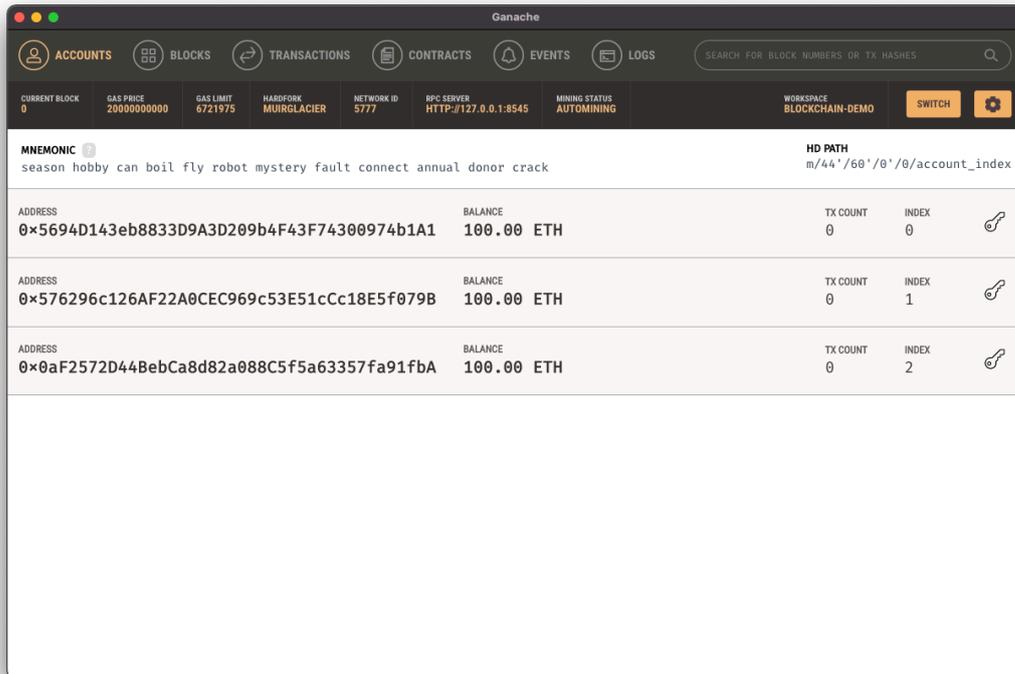 Ganache
ACCOUNTS BLOCKS TRANSACTIONS CONTRACTS EVENTS LOGS SEARCH FOR BLOCK NUMBERS OR TX HASHES
CURRENT BLOCK GAS PRICE GAS LIMIT HARDFORK NETWORK ID RPC SERVER MINING STATUS WORKSPACE
0 20000000000 6721975 MUIRGLACIER 5777 HTTP://127.0.0.1:8545 AUTOMINING BLOCKCHAIN-DEMO SWITCH
MNEMONIC ? HD PATH
season hobby can boil fly robot mystery fault connect annual donor crack m/44'/60'/0'/0/account_index
ADDRESS BALANCE TX COUNT INDEX
0×5694D143eb8833D9A3D209b4F43F74300974b1A1 100.00 ETH 0 0
ADDRESS BALANCE TX COUNT INDEX
0×576296c126AF22A0CEC969c53E51cCc18E5f079B 100.00 ETH 0 1
ADDRESS BALANCE TX COUNT INDEX
0×0aF2572D44BebCa8d82a088C5f5a63357fa91fbA 100.00 ETH 0 2